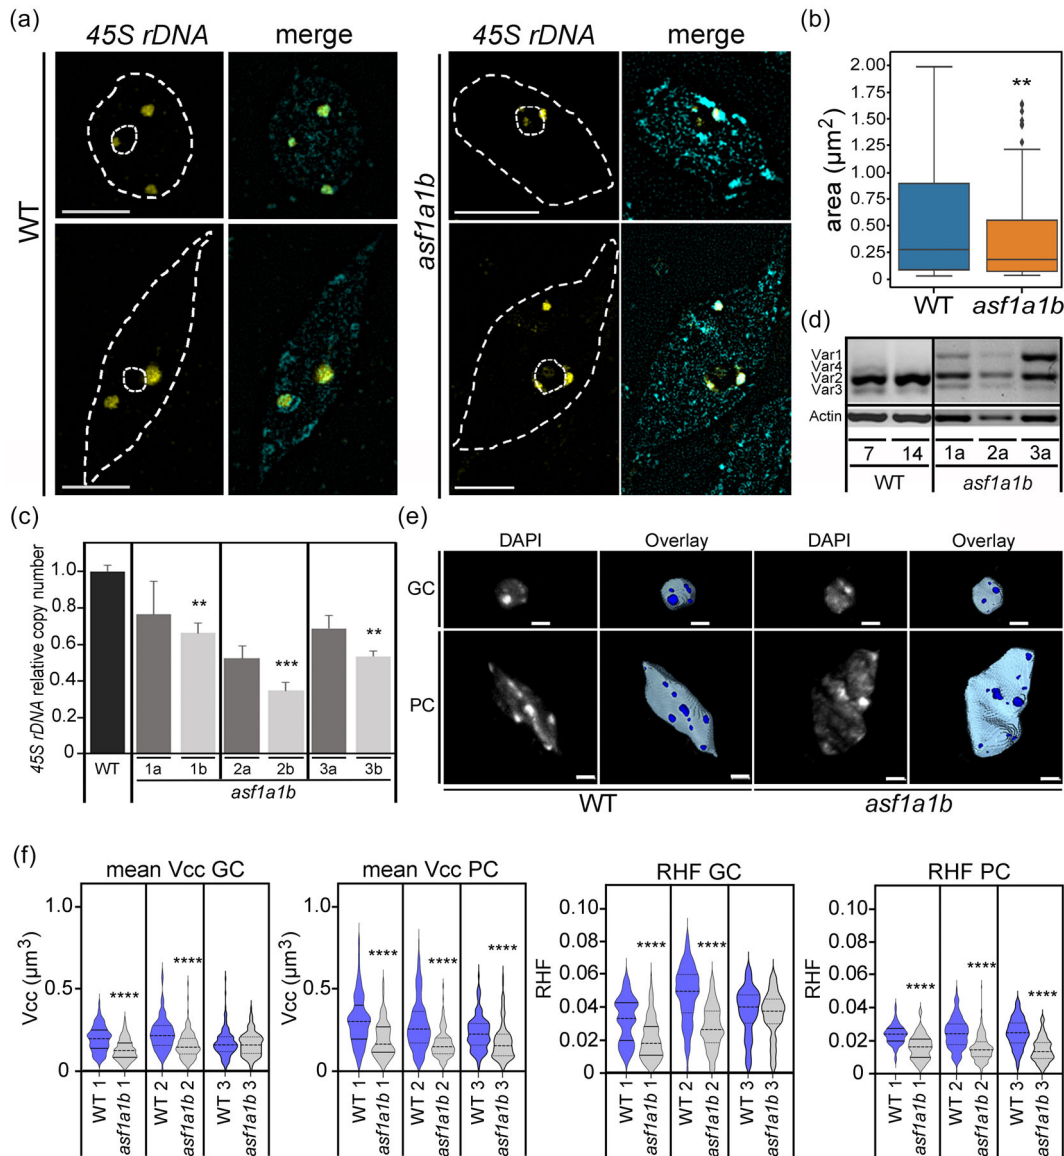 (a)
45S rDNA
merge
45S rDNA
merge
WT
asf1a1b
(b)
area (µm²)
2.00
1.75
1.50
1.25
1.00
0.75
0.50
0.25
0
**
WT
asf1a1b
(d)
Var1
Var4
Var2
Var3
Actin
7 14 1a 2a 3a
WT asf1a1b
(c)
45S rDNA relative copy number
1.0
0.8
0.6
0.4
0.2
0
**
***
**
WT
1a 1b 2a 2b 3a 3b
asf1a1b
(e)
DAPI Overlay DAPI Overlay
GC
PC
WT asf1a1b
(f)
mean Vcc GC
Vcc (µm³)
1.0
0.5
0
**** ****
WT 1
asf1a1b 1
WT 2
asf1a1b 2
WT 3
asf1a1b 3
mean Vcc PC
Vcc (µm³)
1.0
0.5
0
**** **** ****
WT 1
asf1a1b 1
WT 2
asf1a1b 2
WT 3
asf1a1b 3
RHF GC
RHF
0.10
0.08
0.06
0.04
0.02
0
**** ****
WT 1
asf1a1b 1
WT 2
asf1a1b 2
WT 3
asf1a1b 3
RHF PC
RHF
0.10
0.08
0.06
0.04
0.02
0
**** **** ****
WT 1
asf1a1b 1
WT 2
asf1a1b 2
WT 3
asf1a1b 3